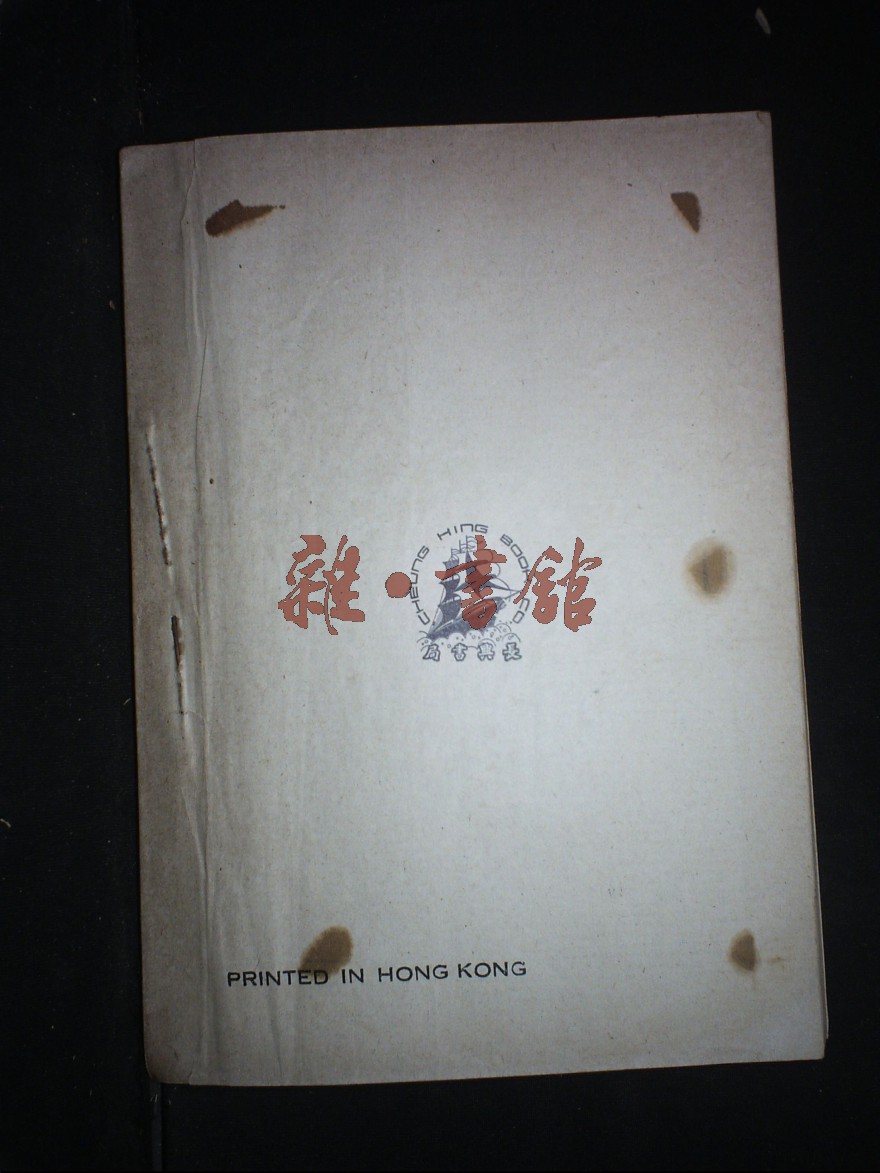 CHEUNG HING BOOK CO.
雜·書館
長興書局
PRINTED IN HONG KONG